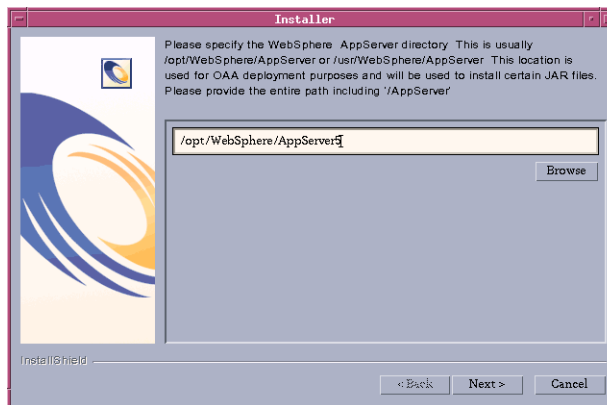 Installer
Please specify the WebSphere AppServer directory This is usually
/opt/WebSphere/AppServer or /usr/WebSphere/AppServer This location is
used for OAA deployment purposes and will be used to install certain JAR files.
Please provide the entire path including '/AppServer'
/opt/WebSphere/AppServer5
Browse
InstallShield
< Back
Next >
Cancel